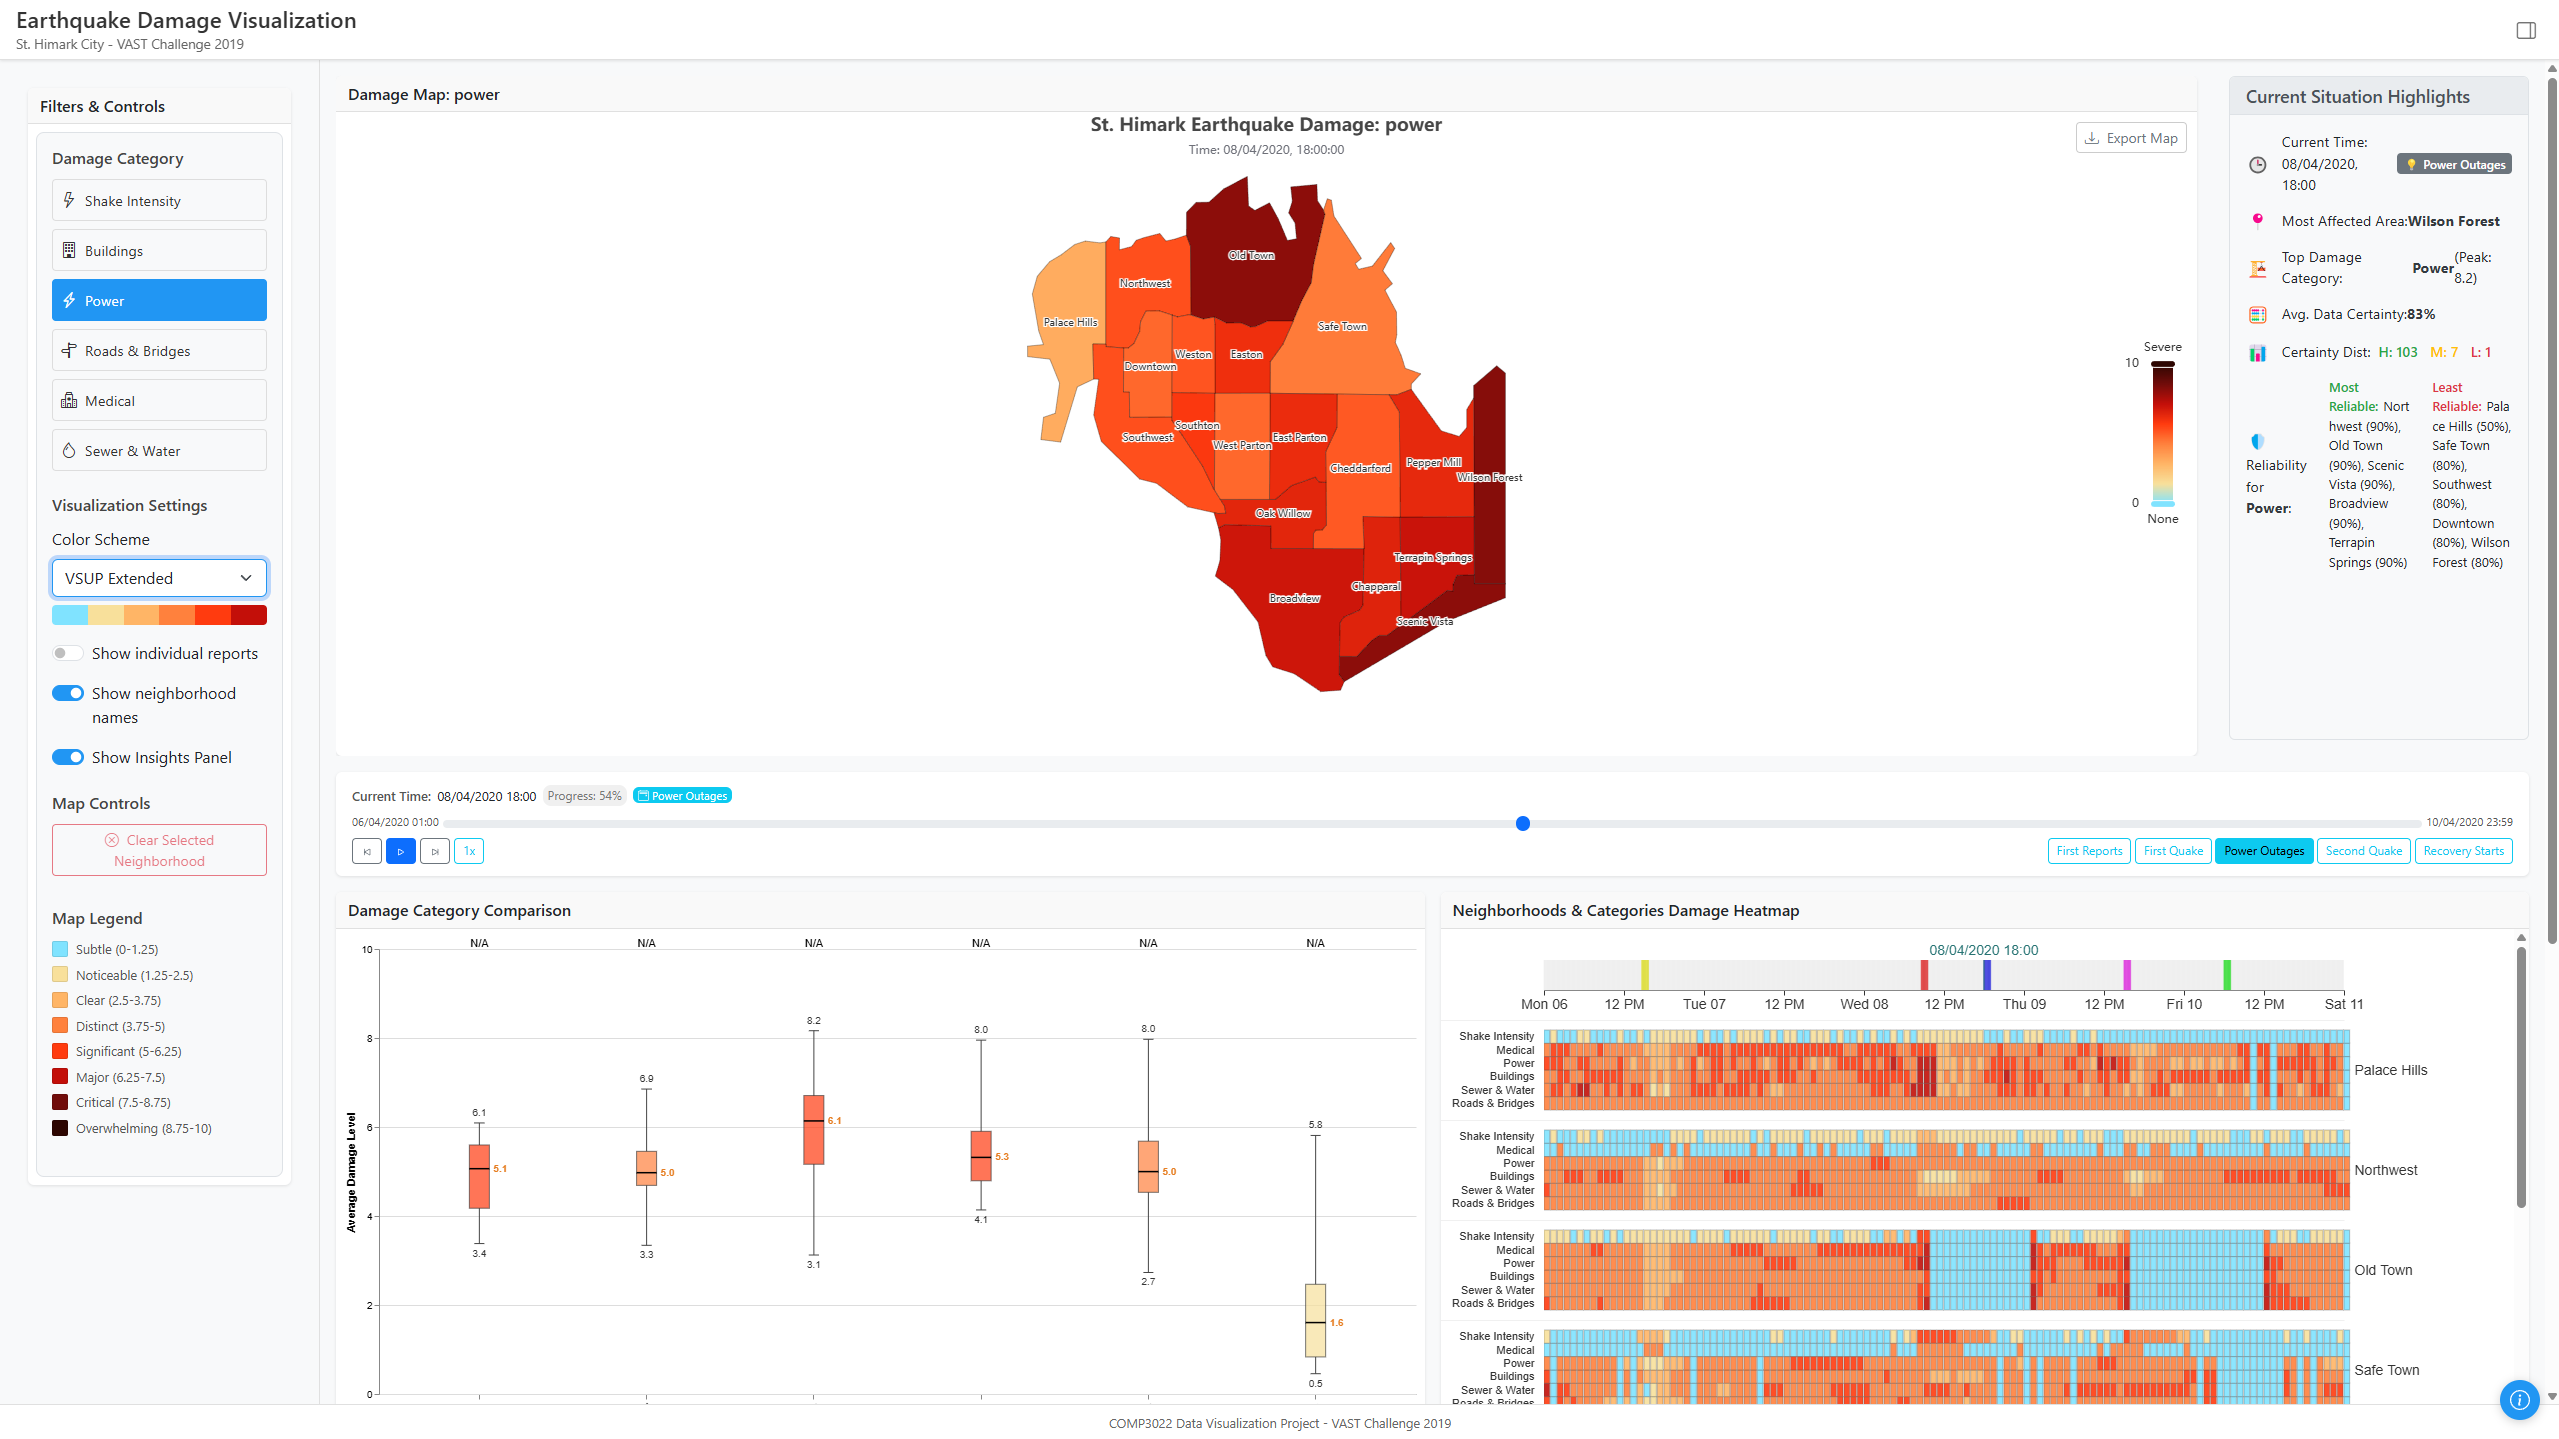 Earthquake Damage Visualization
St. Himark City - VAST Challenge 2019
Filters & Controls
Damage Category
Shake Intensity
Buildings
Power
Roads & Bridges
Medical
Sewer & Water
Visualization Settings
Color Scheme
VSUP Extended
Show individual reports
Show neighborhood
names
Show Insights Panel
Map Controls
Clear Selected
Neighborhood
Map Legend
Subtle (0-1.25)
Noticeable (1.25-2.5)
Clear (2.5-3.75)
Distinct (3.75-5)
Significant (5-6.25)
Major (6.25-7.5)
Critical (7.5-8.75)
Overwhelming (8.75-10)
Damage Map: power
St. Himark Earthquake Damage: power
Time: 08/04/2020, 18:00:00
Export Map
Old Town
Northwest
Palace Hills
Safe Town
Weston
Easton
Downtown
Southton
Southwest
West Parton
East Parton
Cheddarford
Pepper Mill
Wilson Forest
Oak Willow
Terrapin Springs
Chapparal
Broadview
Scenic Vista
Severe
10
0
None
Current Situation Highlights
Current Time:
08/04/2020,
18:00
Power Outages
Most Affected Area:Wilson Forest
Top Damage
Category:
Power
(Peak:
8.2)
Avg. Data Certainty:83%
Certainty Dist: H: 103 M: 7 L: 1
Reliability
for
Power:
Most
Reliable: Nort
hwest (90%),
Old Town
(90%), Scenic
Vista (90%),
Broadview
(90%),
Terrapin
Springs (90%)
Least
Reliable: Pala
ce Hills (50%),
Safe Town
(80%),
Southwest
(80%),
Downtown
(80%), Wilson
Forest (80%)
Current Time: 08/04/2020 18:00 Progress: 54% Power Outages
06/04/2020 01:00
10/04/2020 23:59
1x
First Reports
First Quake
Power Outages
Second Quake
Recovery Starts
Damage Category Comparison
N/A N/A N/A N/A N/A N/A
Average Damage Level
10
8
6
4
2
0
6.1
5.1
3.4
6.9
5.0
3.3
8.2
6.1
3.1
8.0
5.3
4.1
8.0
5.0
2.7
5.8
1.6
0.5
Neighborhoods & Categories Damage Heatmap
08/04/2020 18:00
Mon 06 12 PM Tue 07 12 PM Wed 08 12 PM Thu 09 12 PM Fri 10 12 PM Sat 11
Shake Intensity
Medical
Power
Buildings
Sewer & Water
Roads & Bridges
Palace Hills
Shake Intensity
Medical
Power
Buildings
Sewer & Water
Roads & Bridges
Northwest
Shake Intensity
Medical
Power
Buildings
Sewer & Water
Roads & Bridges
Old Town
Shake Intensity
Medical
Power
Buildings
Sewer & Water
Roads & Bridges
Safe Town
COMP3022 Data Visualization Project - VAST Challenge 2019